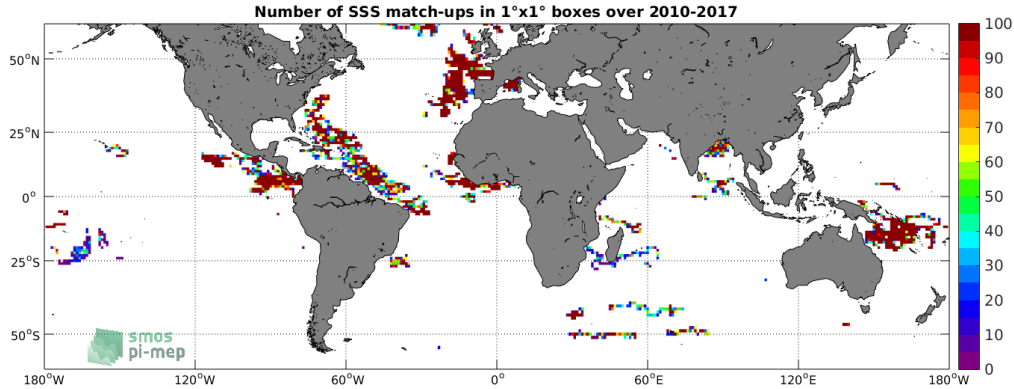 Number of SSS match-ups in 1°x1° boxes over 2010-2017
50°N
25°N
0°
25°S
50°S
180°W
120°W
60°W
0°E
60°E
120°E
180°W
100
90
80
70
60
50
40
30
20
10
0
smos
pi-mep